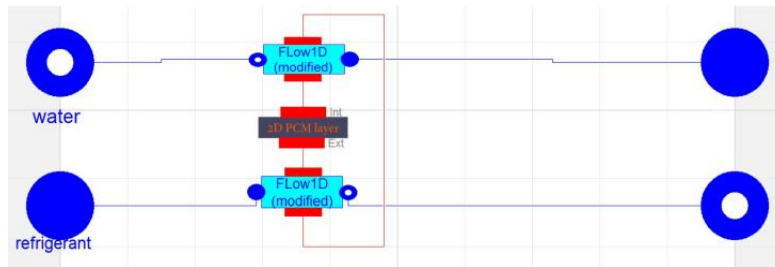 FLow1D
(modified)
water
Int
2D PCM layer
Ext
FLow1D
(modified)
refrigerant